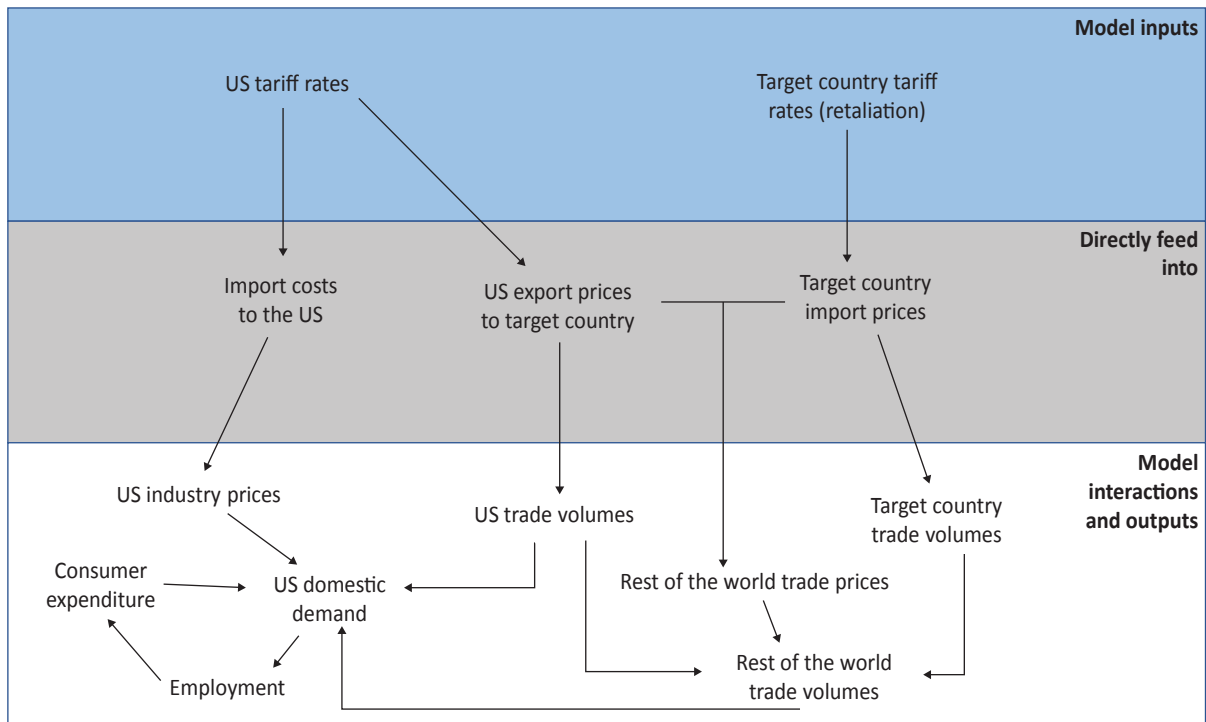 Model inputs
US tariff rates
Target country tariff
rates (retaliation)
Directly feed
into
Import costs
to the US
US export prices
to target country
Target country
import prices
Model
interactions
and outputs
US industry prices
US trade volumes
Target country
trade volumes
Consumer
expenditure
US domestic
demand
Rest of the world trade prices
Employment
Rest of the world
trade volumes